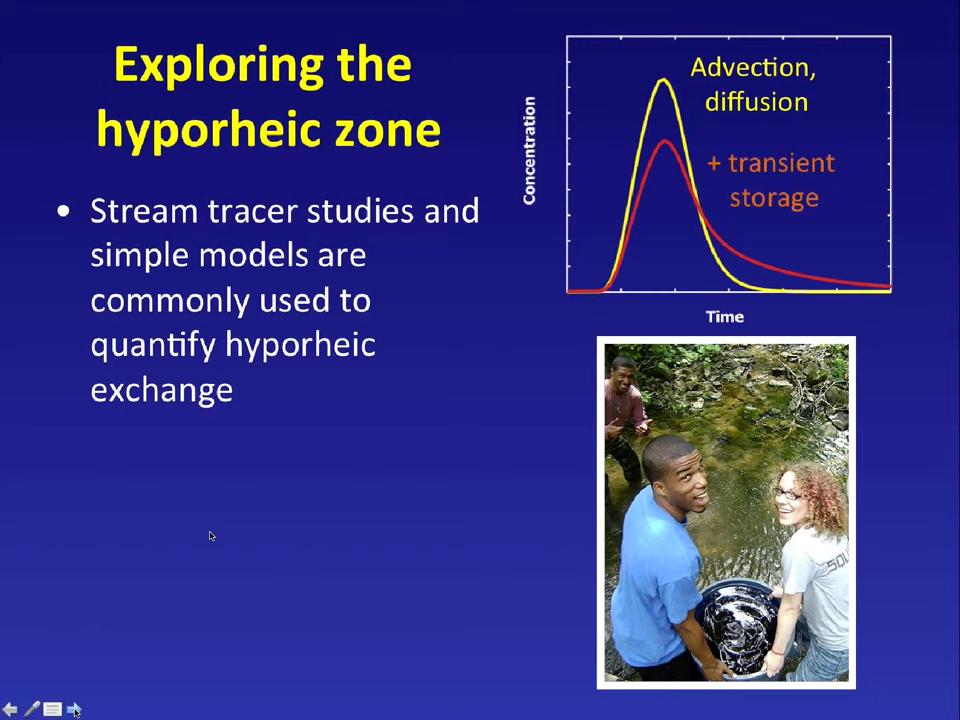 Exploring the
hyporheic zone
• Stream tracer studies and
simple models are
commonly used to
quantify hyporheic
exchange
Concentration
Advection,
diffusion
+ transient
storage
Time